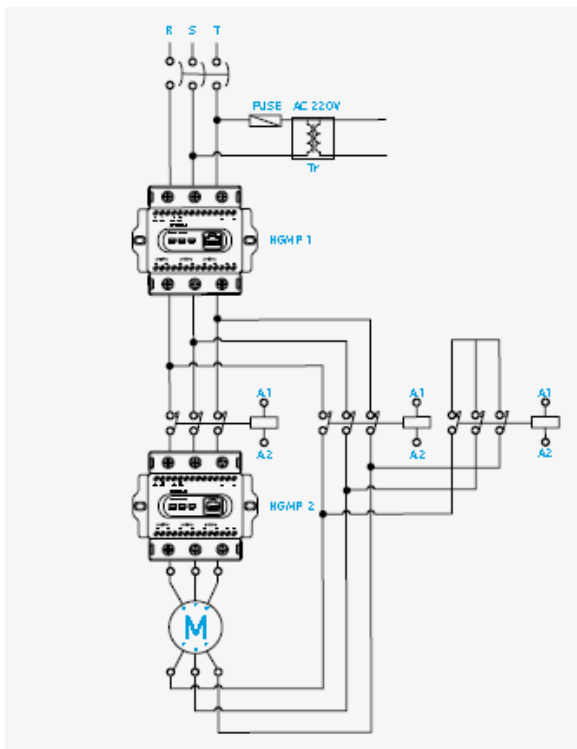 R S T
FUSE AC 220V
Tr
HGMP 1
A1 A1 A1
A2 A2 A2
HGMP 2
M